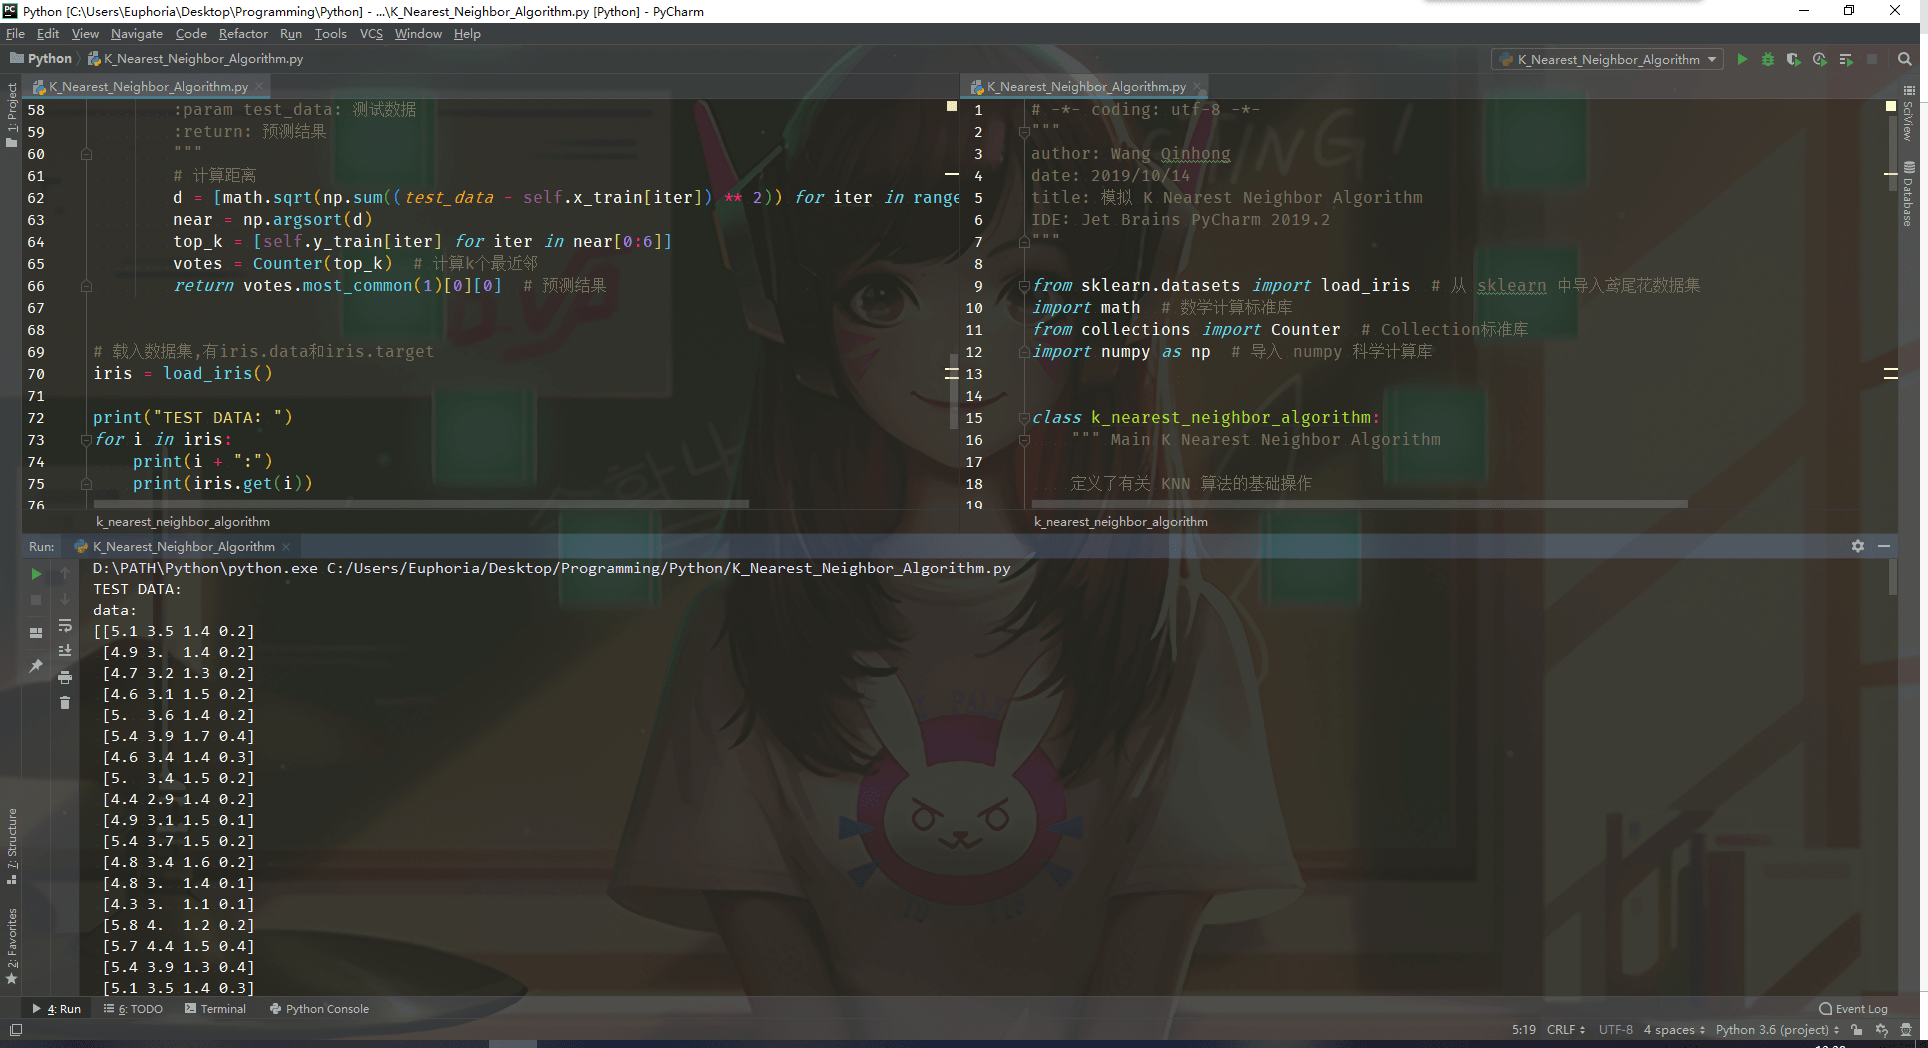 Python [C:\Users\Euphoria\Desktop\Programming\Python] - ...\K_Nearest_Neighbor_Algorithm.py [Python] - PyCharm
File Edit View Navigate Code Refactor Run Tools VCS Window Help
Python K_Nearest_Neighbor_Algorithm.py
K_Nearest_Neighbor_Algorithm
1: Project
7: Structure
2: Favorites
K_Nearest_Neighbor_Algorithm.py
58 :param test_data: 测试数据
59 :return: 预测结果
60 """
61 # 计算距离
62 d = [math.sqrt(np.sum((test_data - self.x_train[iter]) ** 2)) for iter in range
63 near = np.argsort(d)
64 top_k = [self.y_train[iter] for iter in near[0:6]]
65 votes = Counter(top_k)  # 计算k个最近邻
66 return votes.most_common(1)[0][0]  # 预测结果
67
68
69 # 载入数据集,有iris.data和iris.target
70 iris = load_iris()
71
72 print("TEST DATA: ")
73 for i in iris:
74 print(i + ":")
75 print(iris.get(i))
76
k_nearest_neighbor_algorithm
K_Nearest_Neighbor_Algorithm.py
1 # -*- coding: utf-8 -*-
2 """
3 author: Wang Qinhong
4 date: 2019/10/14
5 title: 模拟 K Nearest Neighbor Algorithm
6 IDE: Jet Brains PyCharm 2019.2
7 """
8
9 from sklearn.datasets import load_iris  # 从 sklearn 中导入鸢尾花数据集
10 import math  # 数学计算标准库
11 from collections import Counter  # Collection标准库
12 import numpy as np  # 导入 numpy 科学计算库
13
14
15 class k_nearest_neighbor_algorithm:
16 """ Main K Nearest Neighbor Algorithm
17
18 定义了有关 KNN 算法的基础操作
19
k_nearest_neighbor_algorithm
SciView
Database
Run: K_Nearest_Neighbor_Algorithm
D:\PATH\Python\python.exe C:/Users/Euphoria/Desktop/Programming/Python/K_Nearest_Neighbor_Algorithm.py
TEST DATA:
data:
[[5.1 3.5 1.4 0.2]
[4.9 3.  1.4 0.2]
[4.7 3.2 1.3 0.2]
[4.6 3.1 1.5 0.2]
[5.  3.6 1.4 0.2]
[5.4 3.9 1.7 0.4]
[4.6 3.4 1.4 0.3]
[5.  3.4 1.5 0.2]
[4.4 2.9 1.4 0.2]
[4.9 3.1 1.5 0.1]
[5.4 3.7 1.5 0.2]
[4.8 3.4 1.6 0.2]
[4.8 3.  1.4 0.1]
[4.3 3.  1.1 0.1]
[5.8 4.  1.2 0.2]
[5.7 4.4 1.5 0.4]
[5.4 3.9 1.3 0.4]
[5.1 3.5 1.4 0.3]
4: Run 6: TODO Terminal Python Console Event Log
5:19 CRLF UTF-8 4 spaces Python 3.6 (project)